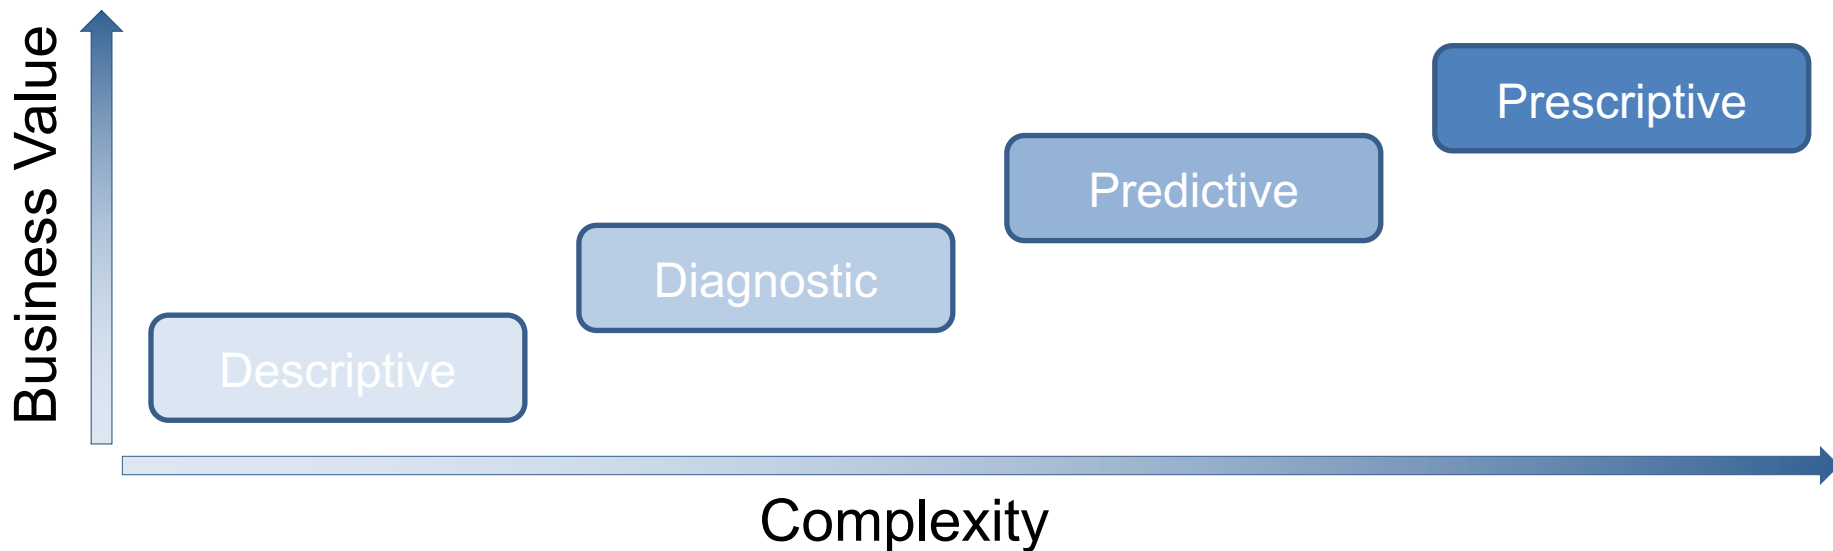 Business Value
Prescriptive
Predictive
Diagnostic
Descriptive
Complexity